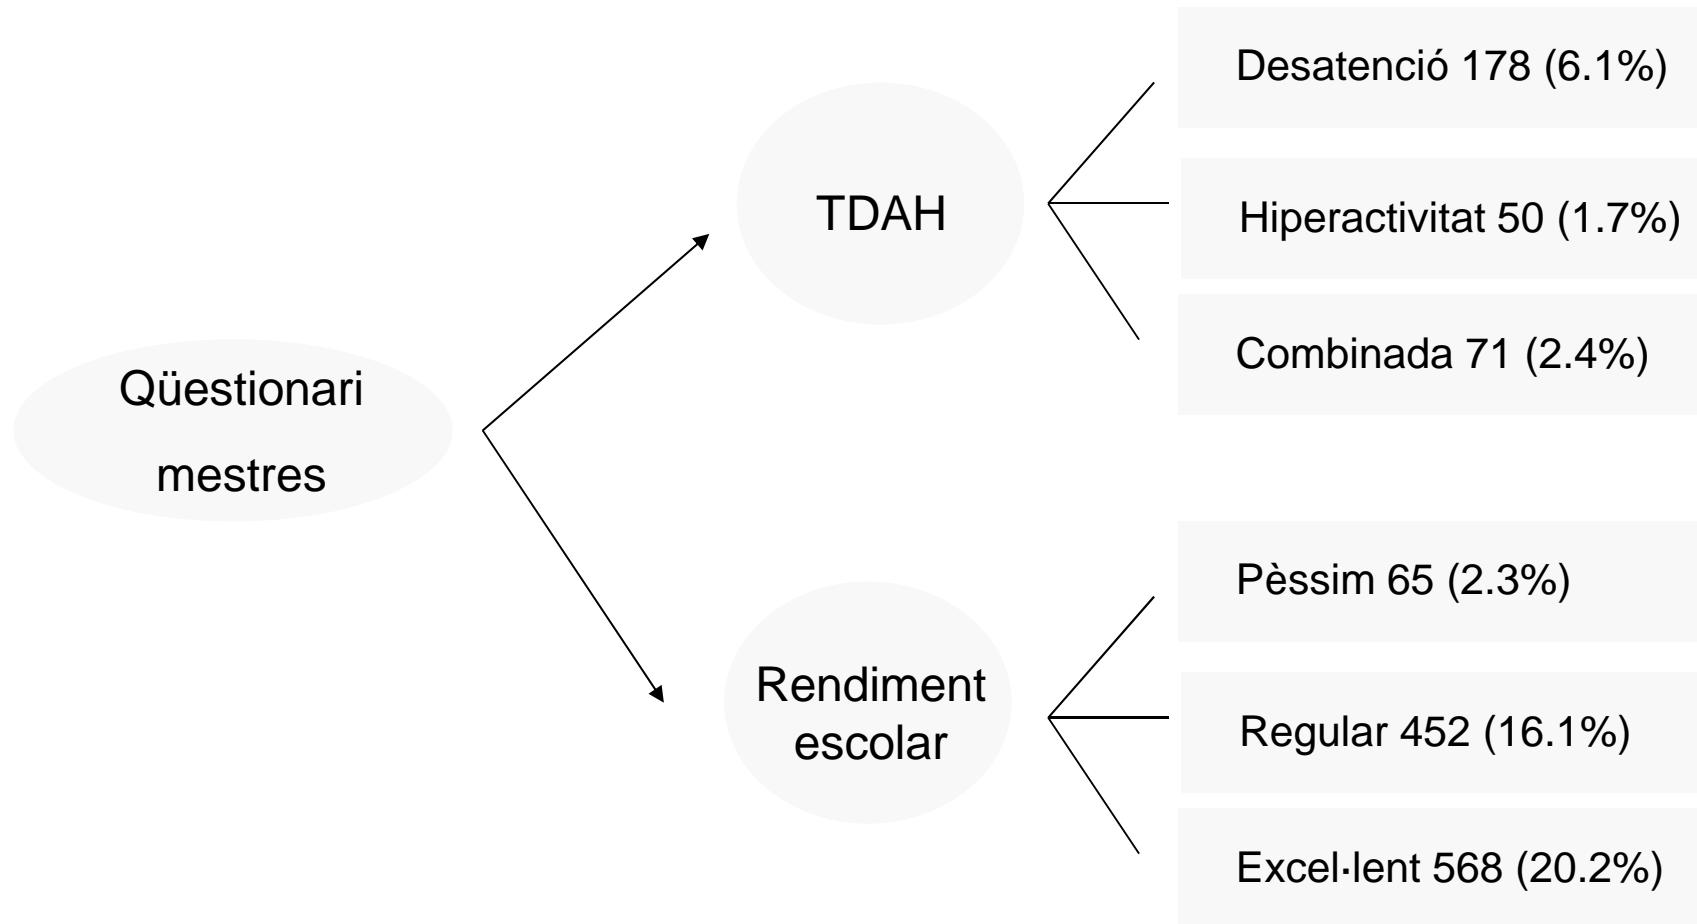 Qüestionari
mestres
TDAH
Desatenció 178 (6.1%)
Hiperactivitat 50 (1.7%)
Combinada 71 (2.4%)
Rendiment
escolar
Pèssim 65 (2.3%)
Regular 452 (16.1%)
Excel·lent 568 (20.2%)